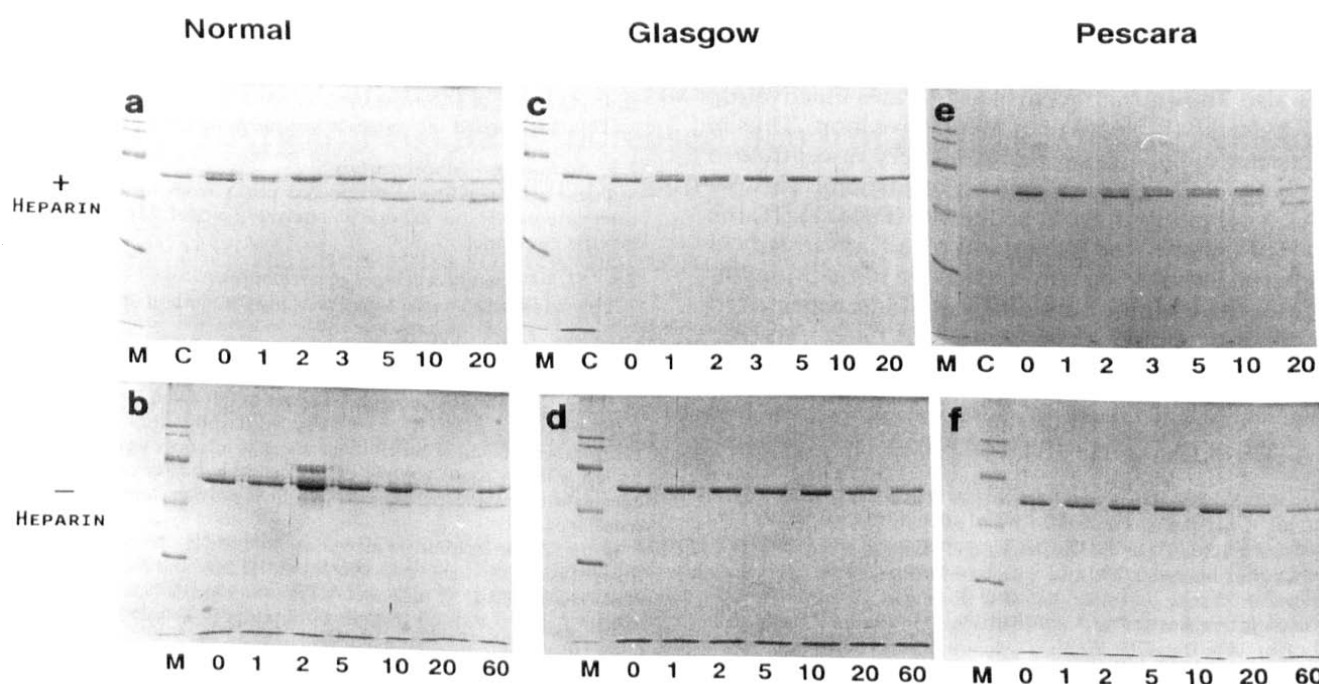 Normal Glasgow Pescara
a c e
+
HEPARIN
M C 0 1 2 3 5 10 20 M C 0 1 2 3 5 10 20 M C 0 1 2 3 5 10 20
b d f
−
HEPARIN
M 0 1 2 5 10 20 60 M 0 1 2 5 10 20 60 M 0 1 2 5 10 20 60